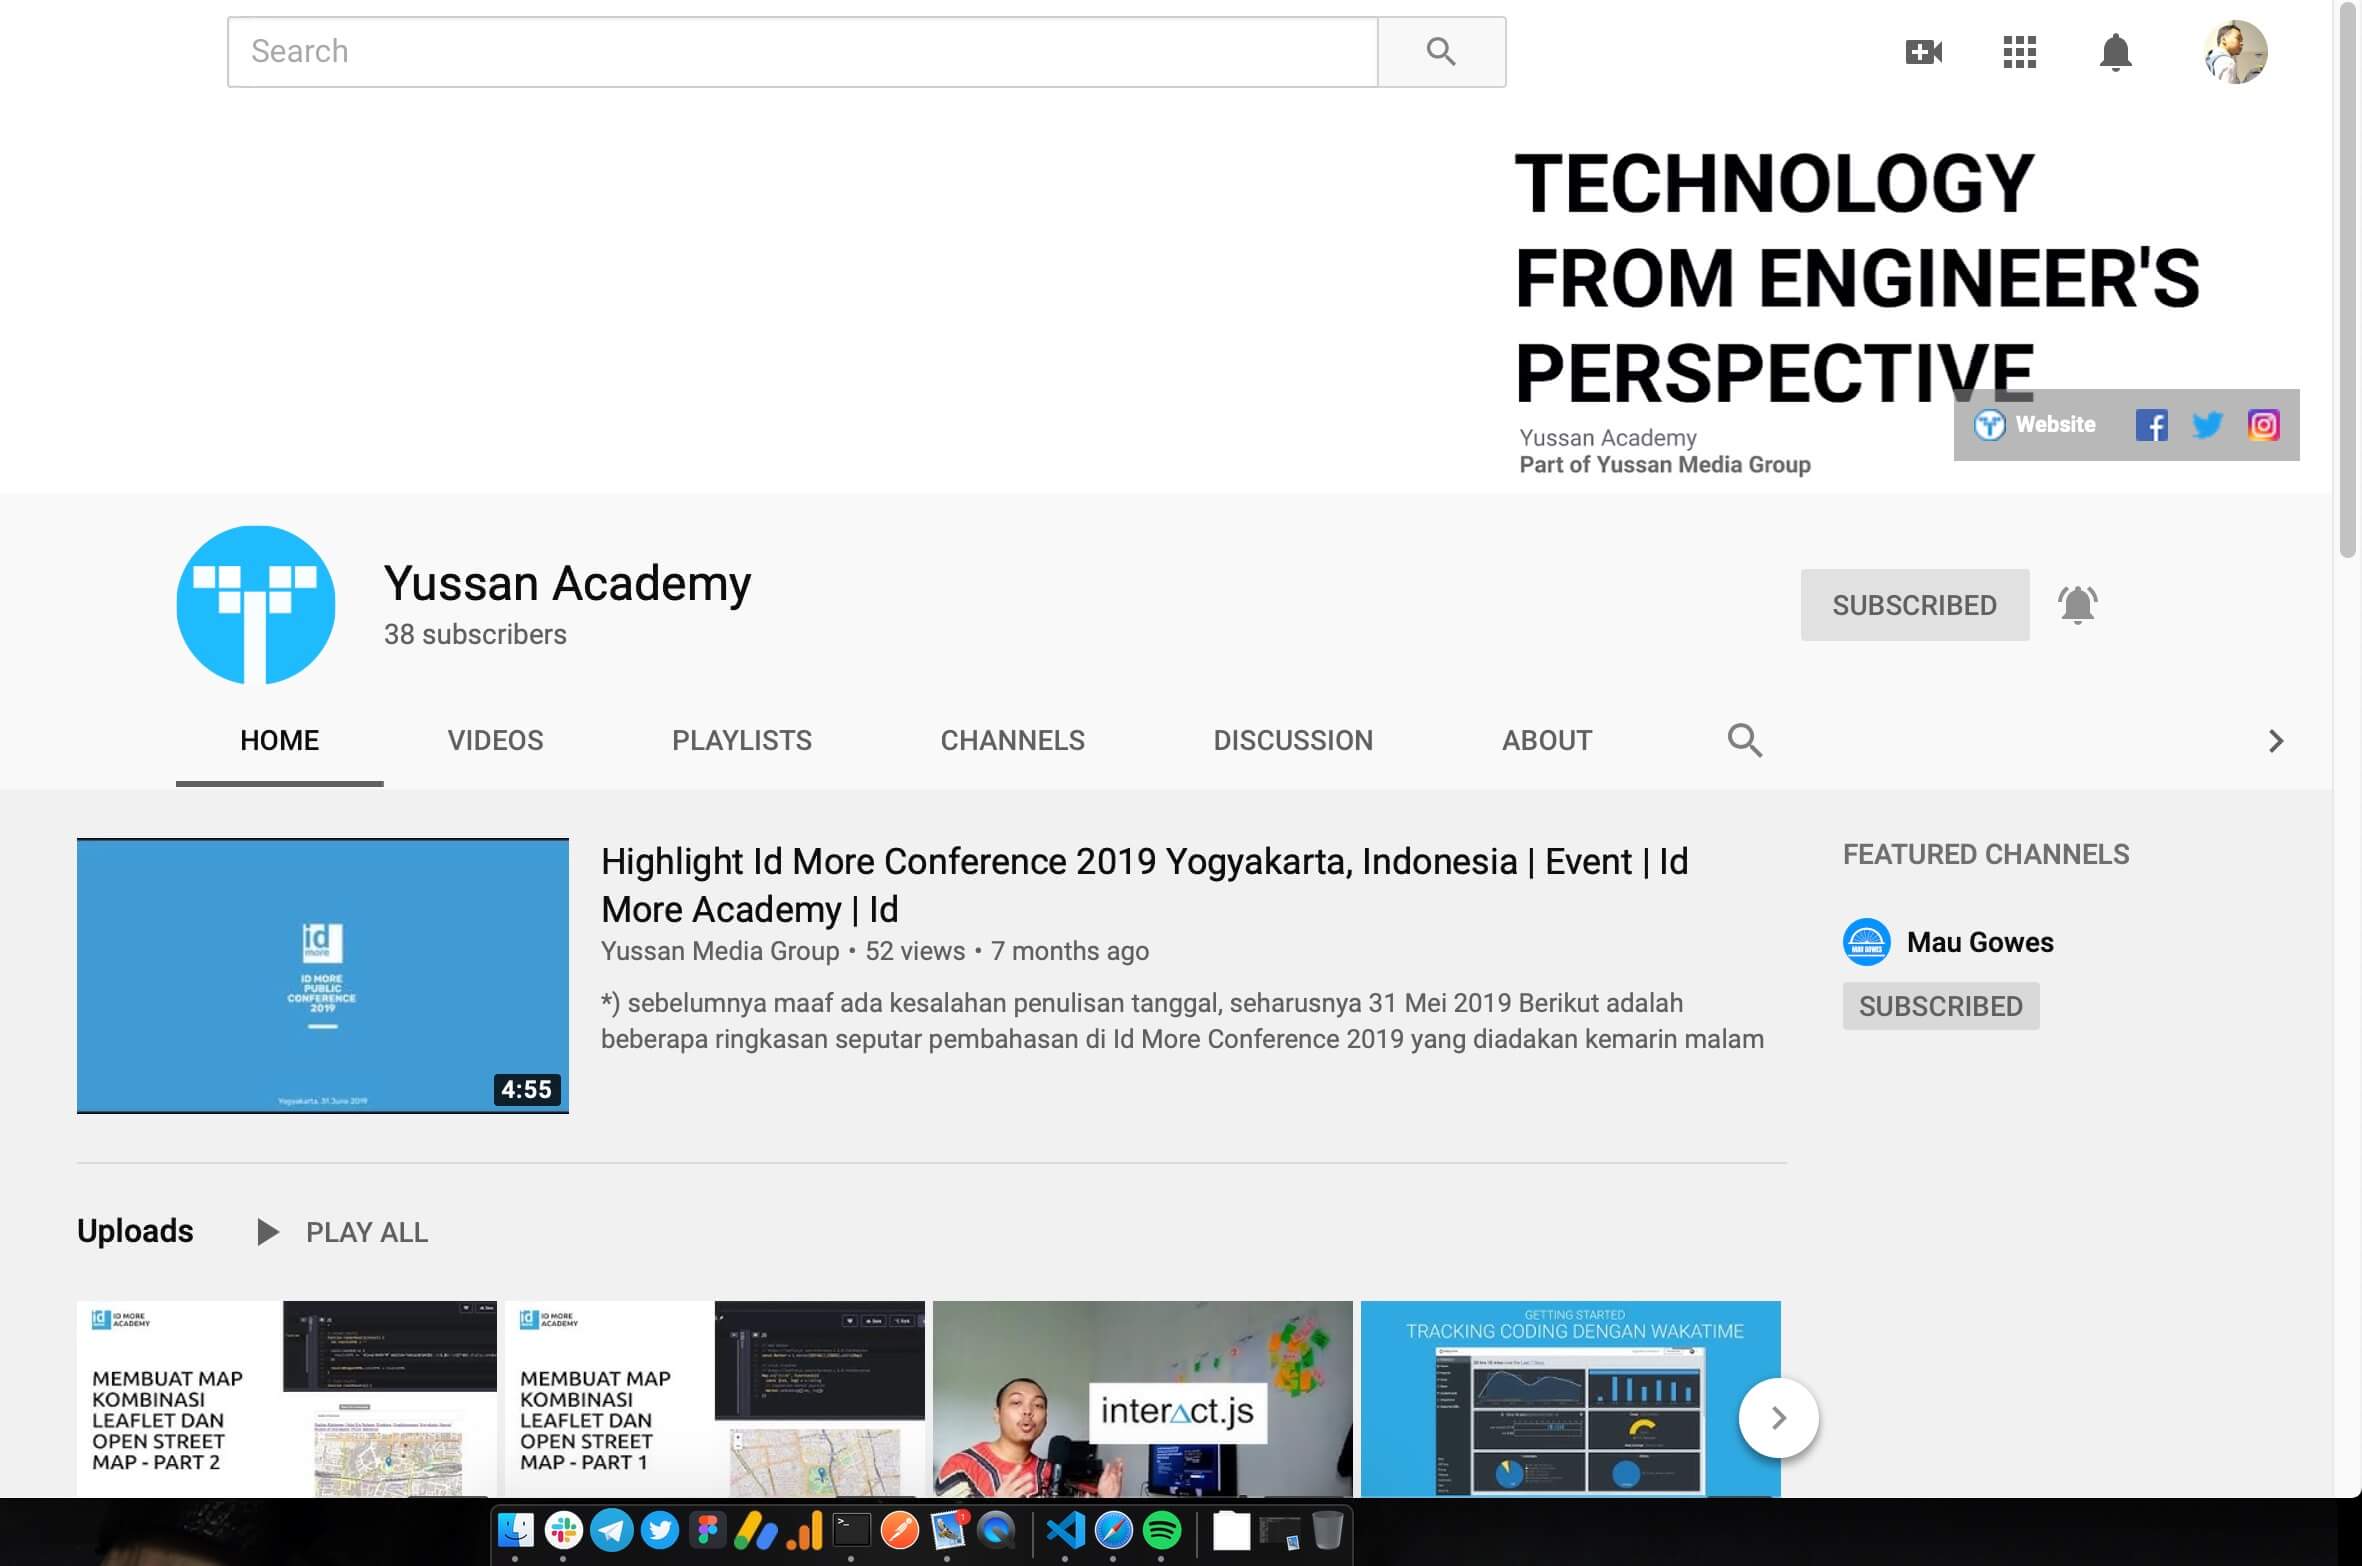 Search
TECHNOLOGY
FROM ENGINEER'S
PERSPECTIVE
Yussan Academy
Part of Yussan Media Group
Website
Yussan Academy
38 subscribers
SUBSCRIBED
HOME
VIDEOS
PLAYLISTS
CHANNELS
DISCUSSION
ABOUT
Highlight Id More Conference 2019 Yogyakarta, Indonesia | Event | Id
More Academy | Id
Yussan Media Group • 52 views • 7 months ago
*) sebelumnya maaf ada kesalahan penulisan tanggal, seharusnya 31 Mei 2019 Berikut adalah
beberapa ringkasan seputar pembahasan di Id More Conference 2019 yang diadakan kemarin malam
id
more
ID MORE
PUBLIC
CONFERENCE
2019
Yogyakarta, 31 June 2019
4:55
FEATURED CHANNELS
MAU GOWES
Mau Gowes
SUBSCRIBED
Uploads
PLAY ALL
id
ID MORE
ACADEMY
MEMBUAT MAP
KOMBINASI
LEAFLET DAN
OPEN STREET
MAP - PART 2
id
ID MORE
ACADEMY
MEMBUAT MAP
KOMBINASI
LEAFLET DAN
OPEN STREET
MAP - PART 1
interact.js
GETTING STARTED
TRACKING CODING DENGAN WAKATIME
1